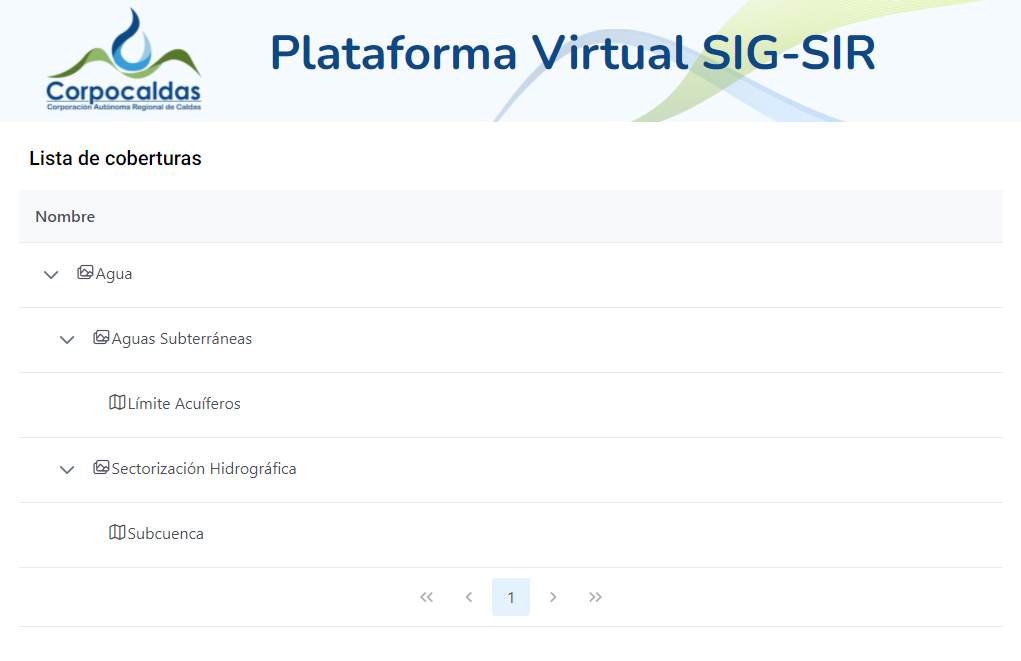 Plataforma Virtual SIG-SIR
Corpocaldas
Corporación Autónoma Regional de Caldas
Lista de coberturas
Nombre
Agua
Aguas Subterráneas
Límite Acuíferos
Sectorización Hidrográfica
Subcuenca
1